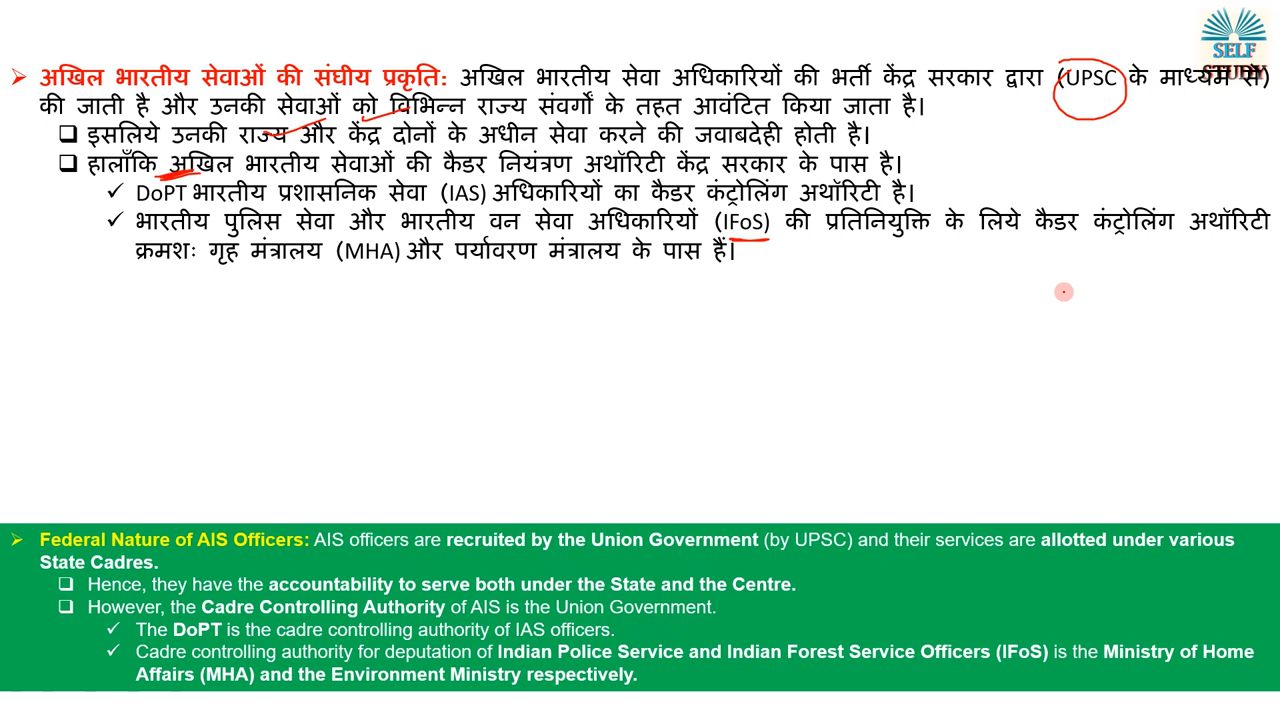 SELF
STUDY
➢ अखिल भारतीय सेवाओं की संघीय प्रकृति: अखिल भारतीय सेवा अधिकारियों की भर्ती केंद्र सरकार द्वारा (UPSC के माध्यम से)
की जाती है और उनकी सेवाओं को विभिन्न राज्य संवर्गों के तहत आवंटित किया जाता है।
❑ इसलिये उनकी राज्य और केंद्र दोनों के अधीन सेवा करने की जवाबदेही होती है।
❑ हालाँकि अखिल भारतीय सेवाओं की कैडर नियंत्रण अथॉरिटी केंद्र सरकार के पास है।
✓ DoPT भारतीय प्रशासनिक सेवा (IAS) अधिकारियों का कैडर कंट्रोलिंग अथॉरिटी है।
✓ भारतीय पुलिस सेवा और भारतीय वन सेवा अधिकारियों (IFoS) की प्रतिनियुक्ति के लिये कैडर कंट्रोलिंग अथॉरिटी
क्रमशः गृह मंत्रालय (MHA) और पर्यावरण मंत्रालय के पास हैं।
➢ Federal Nature of AIS Officers: AIS officers are recruited by the Union Government (by UPSC) and their services are allotted under various
State Cadres.
❑ Hence, they have the accountability to serve both under the State and the Centre.
❑ However, the Cadre Controlling Authority of AIS is the Union Government.
✓ The DoPT is the cadre controlling authority of IAS officers.
✓ Cadre controlling authority for deputation of Indian Police Service and Indian Forest Service Officers (IFoS) is the Ministry of Home
Affairs (MHA) and the Environment Ministry respectively.